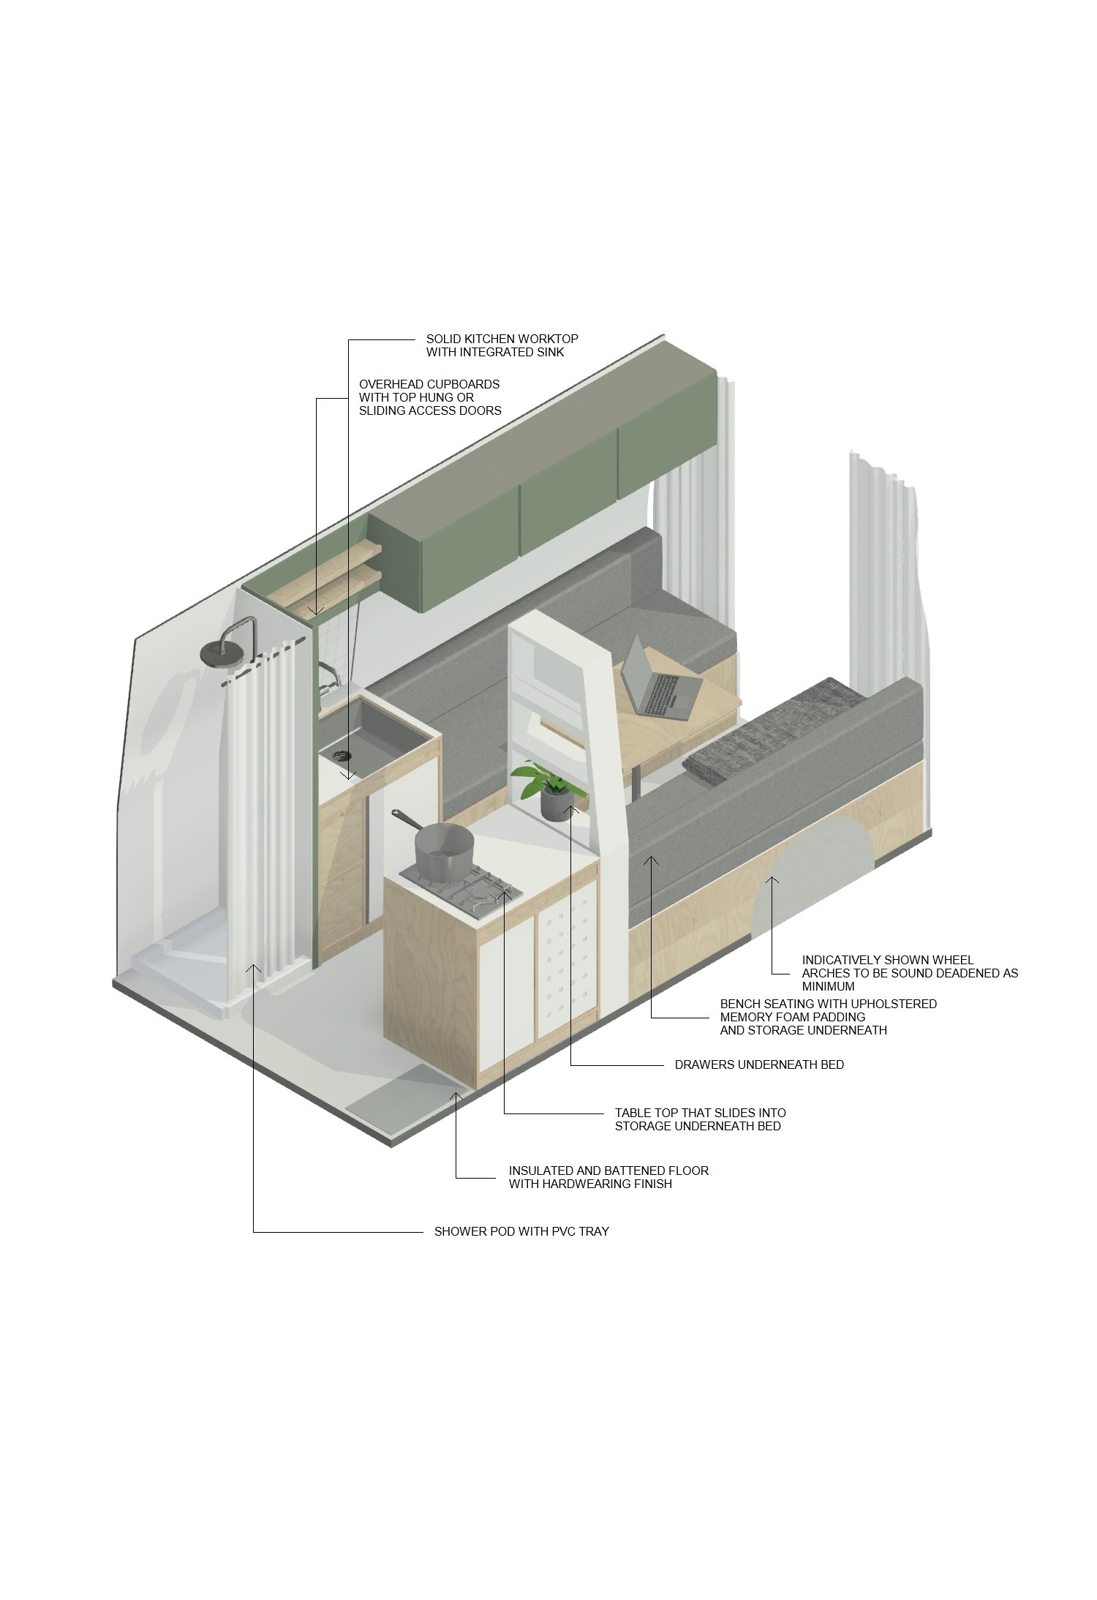 SOLID KITCHEN WORKTOP
WITH INTEGRATED SINK
OVERHEAD CUPBOARDS
WITH TOP HUNG OR
SLIDING ACCESS DOORS
INDICATIVELY SHOWN WHEEL
ARCHES TO BE SOUND DEADENED AS
MINIMUM
BENCH SEATING WITH UPHOLSTERED
MEMORY FOAM PADDING
AND STORAGE UNDERNEATH
DRAWERS UNDERNEATH BED
TABLE TOP THAT SLIDES INTO
STORAGE UNDERNEATH BED
INSULATED AND BATTENED FLOOR
WITH HARDWEARING FINISH
SHOWER POD WITH PVC TRAY